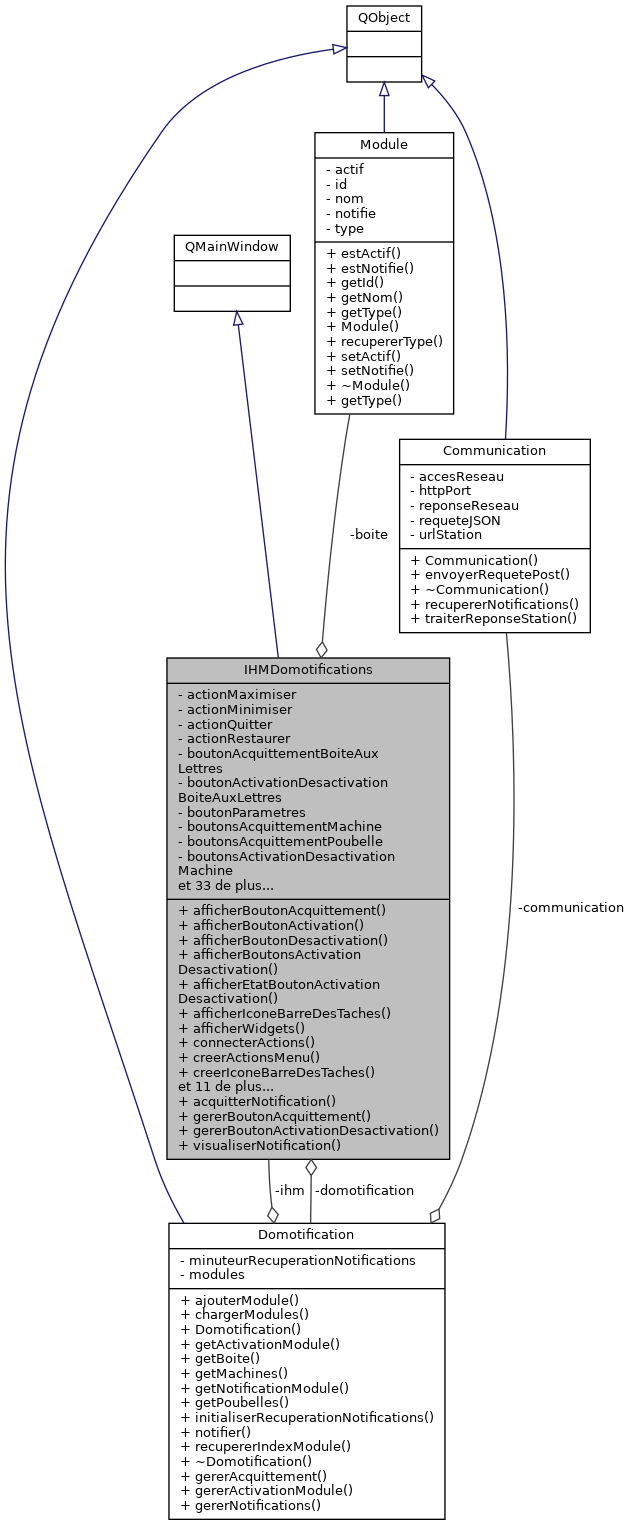 QObject
Module
- actif
- id
- nom
- notifie
- type
+ estActif()
+ estNotifie()
+ getId()
+ getNom()
+ getType()
+ Module()
+ recupererType()
+ setActif()
+ setNotifie()
+ ~Module()
+ getType()
QMainWindow
Communication
- accesReseau
- httpPort
- reponseReseau
- requeteJSON
- urlStation
+ Communication()
+ envoyerRequetePost()
+ ~Communication()
+ recupererNotifications()
+ traiterReponseStation()
-boite
IHMDomotifications
- actionMaximiser
- actionMinimiser
- actionQuitter
- actionRestaurer
- boutonAcquittementBoiteAux
Lettres
- boutonActivationDesactivation
BoiteAuxLettres
- boutonParametres
- boutonsAcquittementMachine
- boutonsAcquittementPoubelle
- boutonsActivationDesactivation
Machine
et 33 de plus...
+ afficherBoutonAcquittement()
+ afficherBoutonActivation()
+ afficherBoutonDesactivation()
+ afficherBoutonsActivation
Desactivation()
+ afficherEtatBoutonActivation
Desactivation()
+ afficherIconeBarreDesTaches()
+ afficherWidgets()
+ connecterActions()
+ creerActionsMenu()
+ creerIconeBarreDesTaches()
et 11 de plus...
+ acquitterNotification()
+ gererBoutonAcquittement()
+ gererBoutonActivationDesactivation()
+ visualiserNotification()
-communication
-ihm
-domotification
Domotification
- minuteurRecuperationNotifications
- modules
+ ajouterModule()
+ chargerModules()
+ Domotification()
+ getActivationModule()
+ getBoite()
+ getMachines()
+ getNotificationModule()
+ getPoubelles()
+ initialiserRecuperationNotifications()
+ notifier()
+ recupererIndexModule()
+ ~Domotification()
+ gererAcquittement()
+ gererActivationModule()
+ gererNotifications()